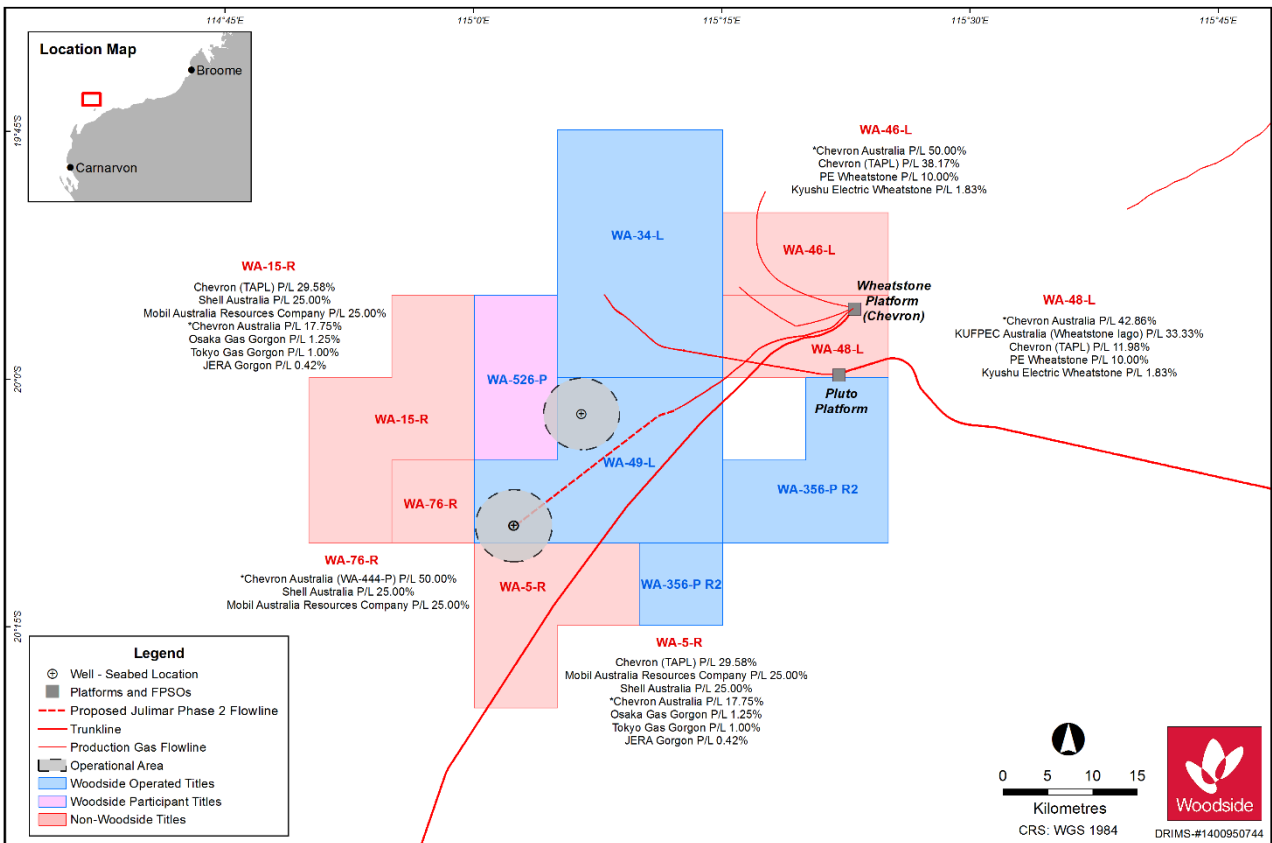 114°45'E
115°0'E
115°15'E
115°30'E
115°45'E
19°45'S
20°0'S
20°15'S
Location Map
Broome
Carnarvon
WA-46-L
*Chevron Australia P/L 50.00%
Chevron (TAPL) P/L 38.17%
PE Wheatstone P/L 10.00%
Kyushu Electric Wheatstone P/L 1.83%
WA-34-L
WA-46-L
WA-15-R
Chevron (TAPL) P/L 29.58%
Shell Australia P/L 25.00%
Mobil Australia Resources Company P/L 25.00%
*Chevron Australia P/L 17.75%
Osaka Gas Gorgon P/L 1.25%
Tokyo Gas Gorgon P/L 1.00%
JERA Gorgon P/L 0.42%
Wheatstone
Platform
(Chevron)
WA-48-L
*Chevron Australia P/L 42.86%
KUFPEC Australia (Wheatstone Iago) P/L 33.33%
Chevron (TAPL) P/L 11.98%
PE Wheatstone P/L 10.00%
Kyushu Electric Wheatstone P/L 1.83%
WA-48-L
WA-526-P
Pluto
Platform
WA-15-R
WA-49-L
WA-76-R
WA-356-P R2
WA-76-R
*Chevron Australia (WA-444-P) P/L 50.00%
Shell Australia P/L 25.00%
Mobil Australia Resources Company P/L 25.00%
WA-5-R
WA-356-P R2
WA-5-R
Chevron (TAPL) P/L 29.58%
Mobil Australia Resources Company P/L 25.00%
Shell Australia P/L 25.00%
*Chevron Australia P/L 17.75%
Osaka Gas Gorgon P/L 1.25%
Tokyo Gas Gorgon P/L 1.00%
JERA Gorgon P/L 0.42%
Legend
Well - Seabed Location
Platforms and FPSOs
Proposed Julimar Phase 2 Flowline
Trunkline
Production Gas Flowline
Operational Area
Woodside Operated Titles
Woodside Participant Titles
Non-Woodside Titles
0 5 10 15
Kilometres
CRS: WGS 1984
Woodside
DRIMS-#1400950744